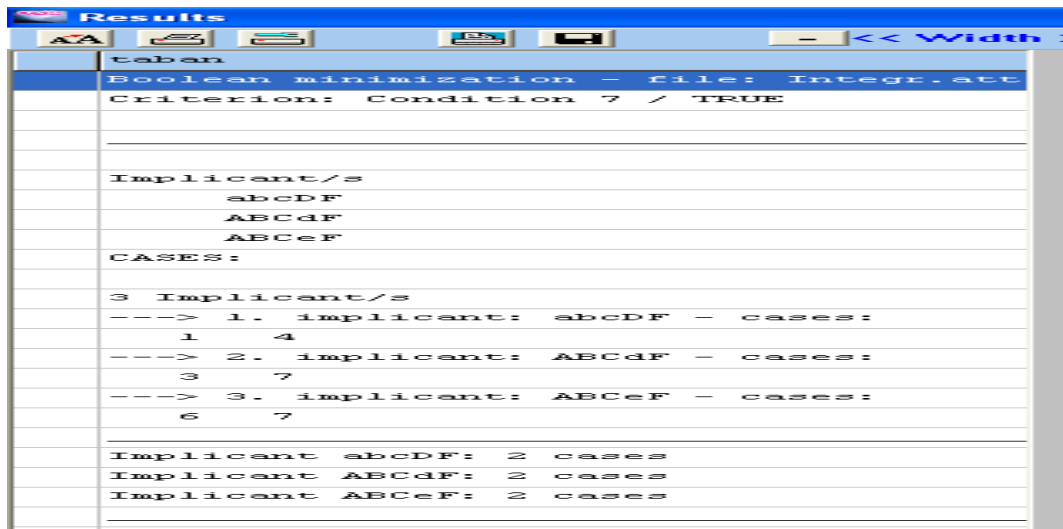 Results
AAA - << Width
taban
Boolean minimization - file: Integr.att
Criterion: Condition 7 / TRUE
Implicant/s
abcDF
ABCdF
ABCeF
CASES:
3 Implicant/s
---> 1. implicant: abcDF - cases:
1 4
---> 2. implicant: ABCdF - cases:
3 7
---> 3. implicant: ABCeF - cases:
6 7
Implicant abcDF: 2 cases
Implicant ABCdF: 2 cases
Implicant ABCeF: 2 cases